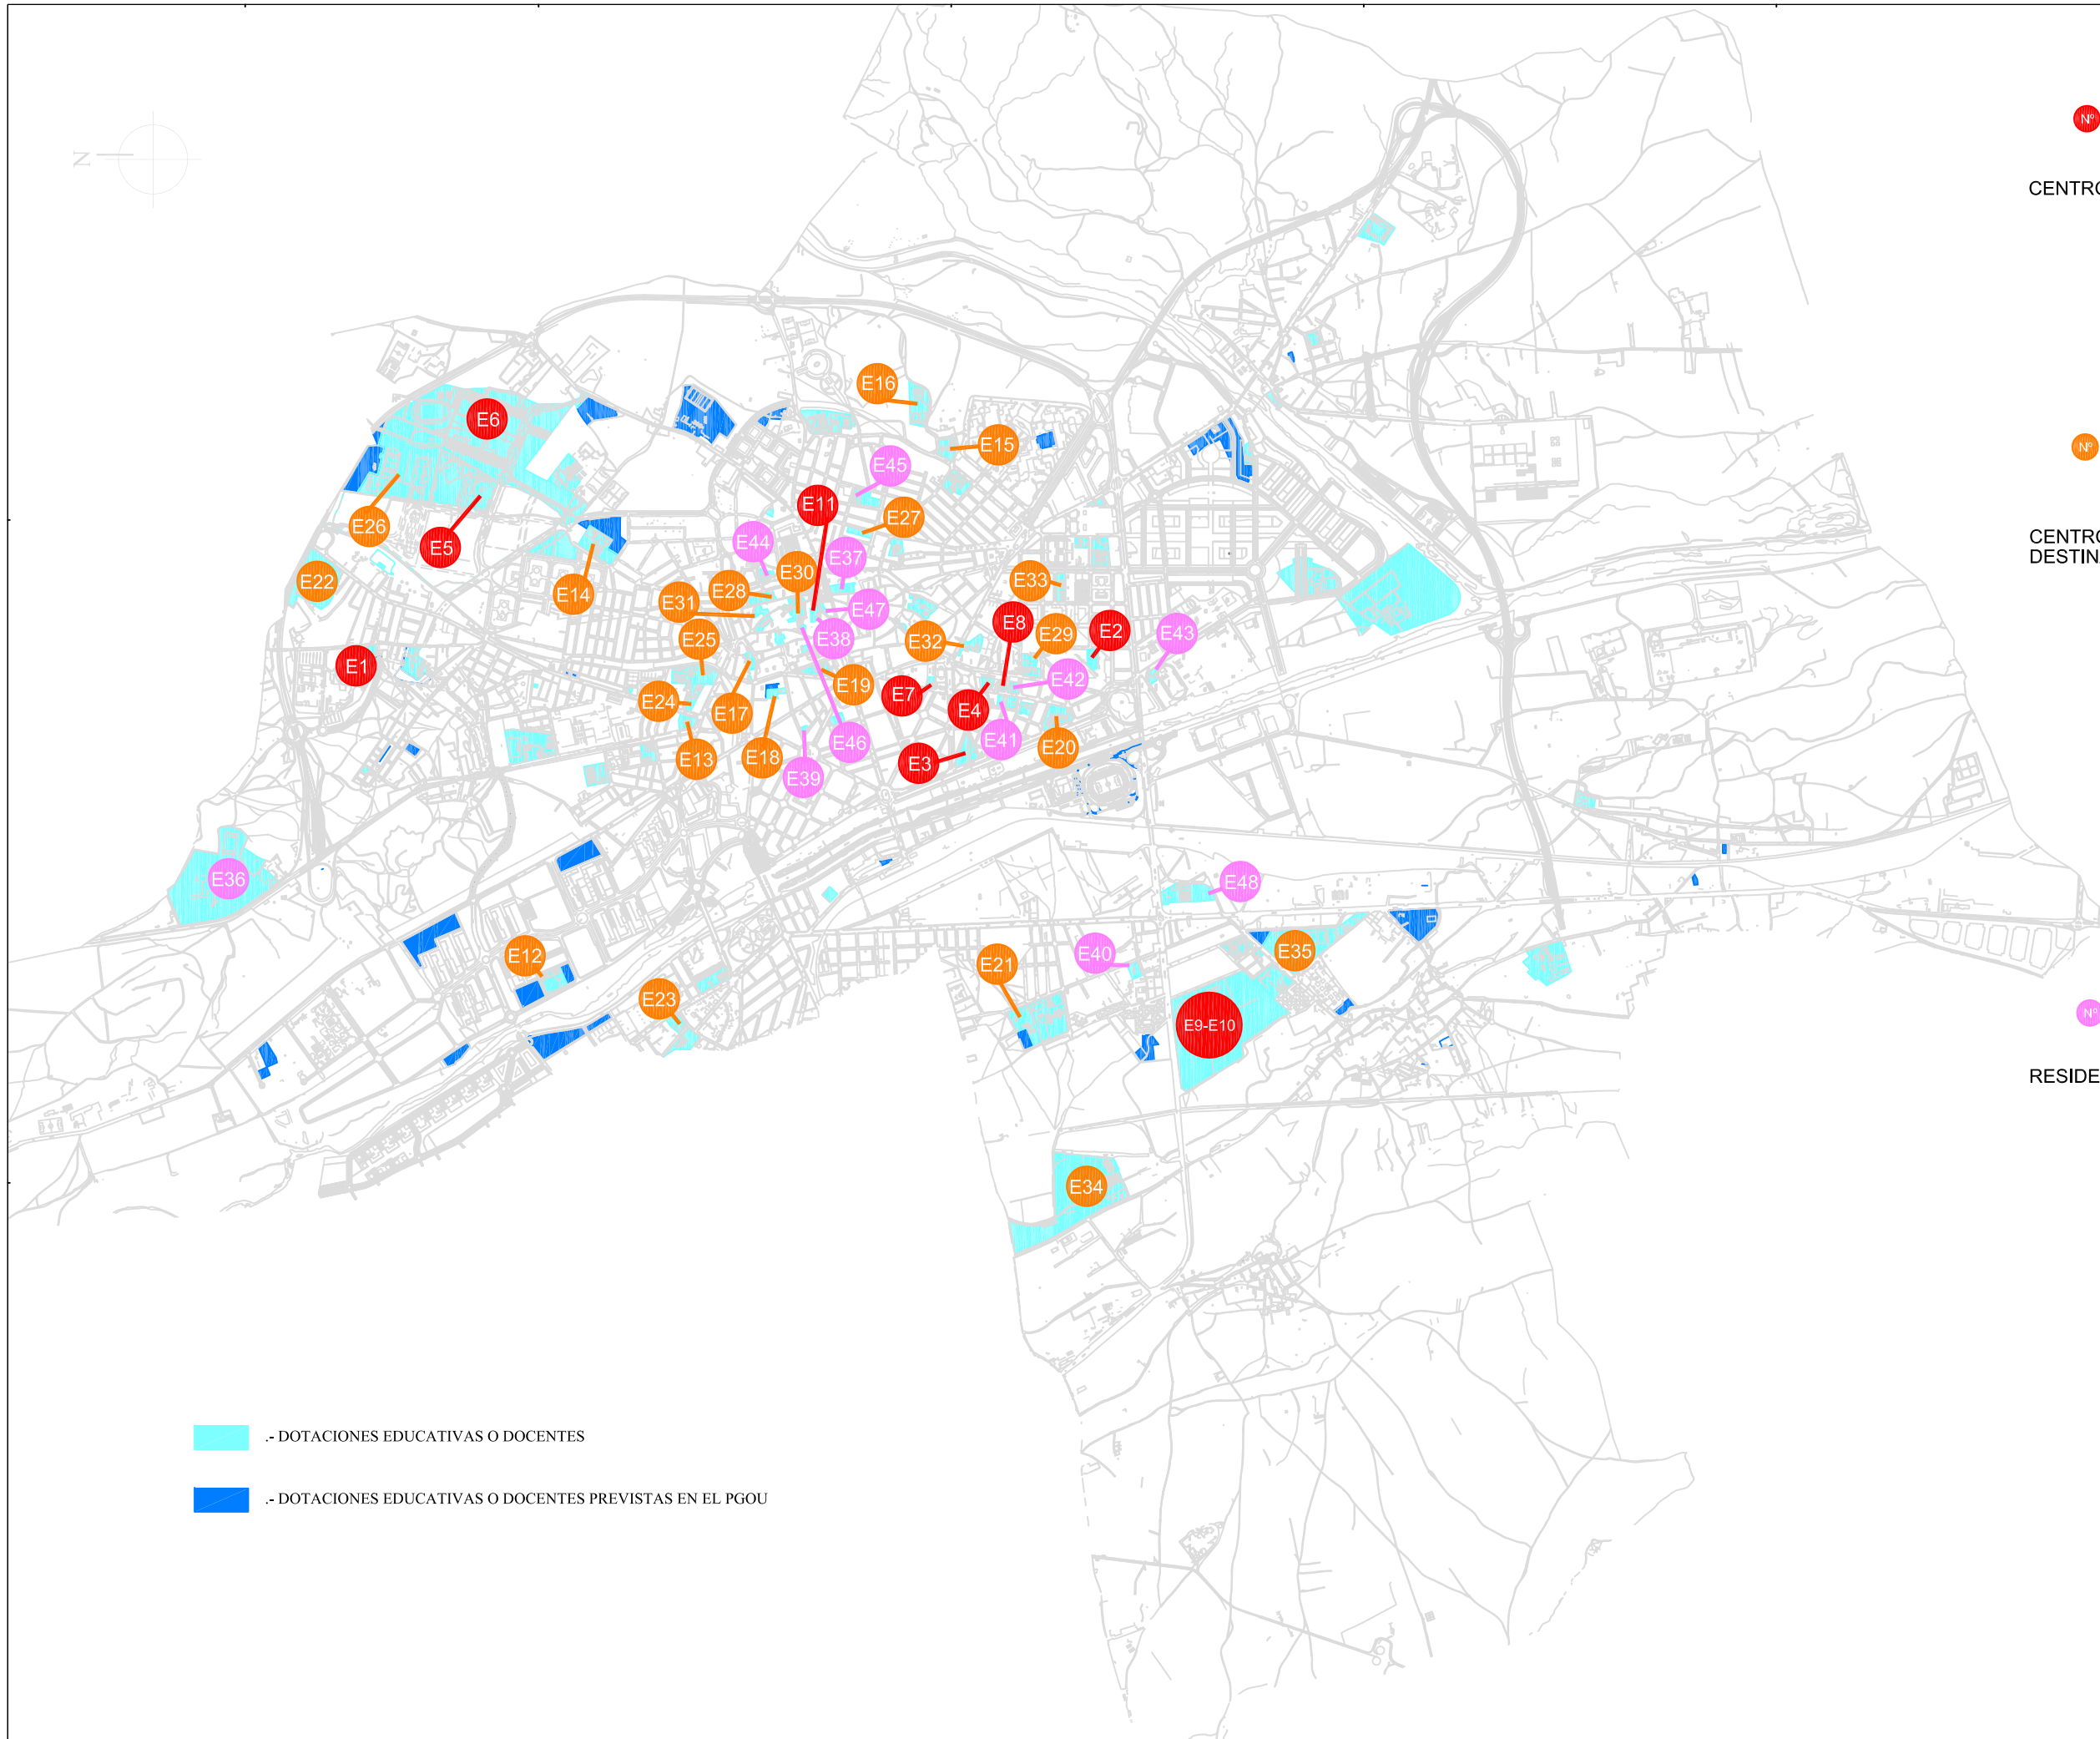 Nº
N
CENTRO
E16
E6
E15
Nº
E45
E11
E27
E26
E5
E44
CENTRO
E37
DESTINA
E30
E22
E33
E14
E28
E31
E47
E8
E2
E29
E43
E25
E38
E32
E1
E42
E19
E7
E24
E4
E17
E46
E41
E20
E18
E13
E3
E39
E36
E48
E35
E12
E40
E21
E23
Nº
E9-E10
RESIDE
E34
.- DOTACIONES EDUCATIVAS O DOCENTES
.- DOTACIONES EDUCATIVAS O DOCENTES PREVISTAS EN EL PGOU